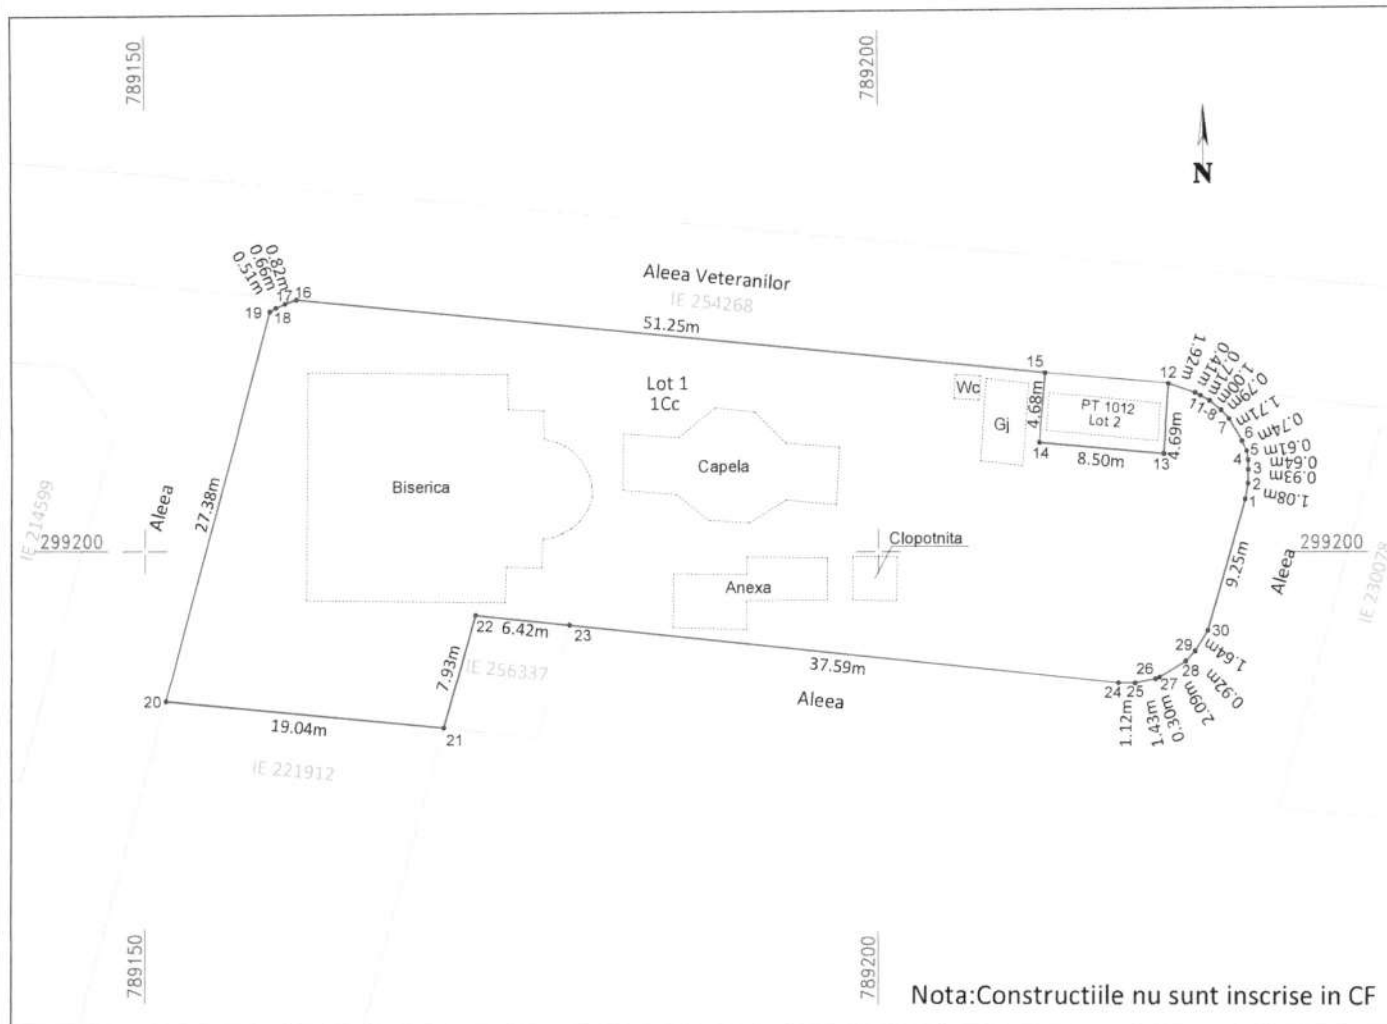 789150
789200
N
Aleea Veteranilor
IE 254268
51.25m
0.82m
0.66m
0.51m
19
18
17
16
15
12
1.92m
0.41m
0.71m
1.00m
0.79m
1.71m
0.74m
0.61m
0.64m
0.93m
1.08m
11-8
7
6
5
4
3
2
1
Lot 1
1Cc
Wc
Gj
4.68m
PT 1012
Lot 2
4.69m
14
8.50m
13
Capela
Biserica
27.38m
Aleea
IE 214599
299200
Clopotnita
299200
9.25m
Aleea
IE 230078
Anexa
22
6.42m
23
7.93m
IE 256337
37.59m
Aleea
30
29
28
27
26
25
24
1.64m
0.92m
2.09m
0.30m
1.43m
1.12m
20
19.04m
21
IE 221912
789150
789200
Nota:Constructiile nu sunt inscrise in CF